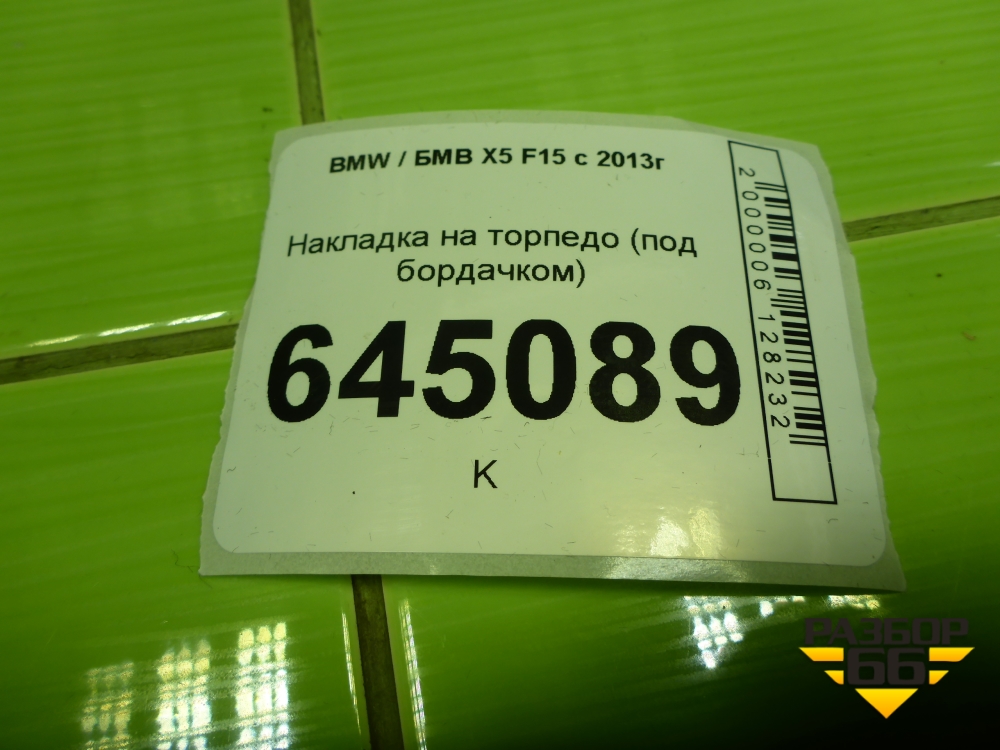 BMW / БМВ X5 F15 с 2013г
Накладка на торпедо (под
бордачком)
645089
K
2000006128232
РАЗБОР
66